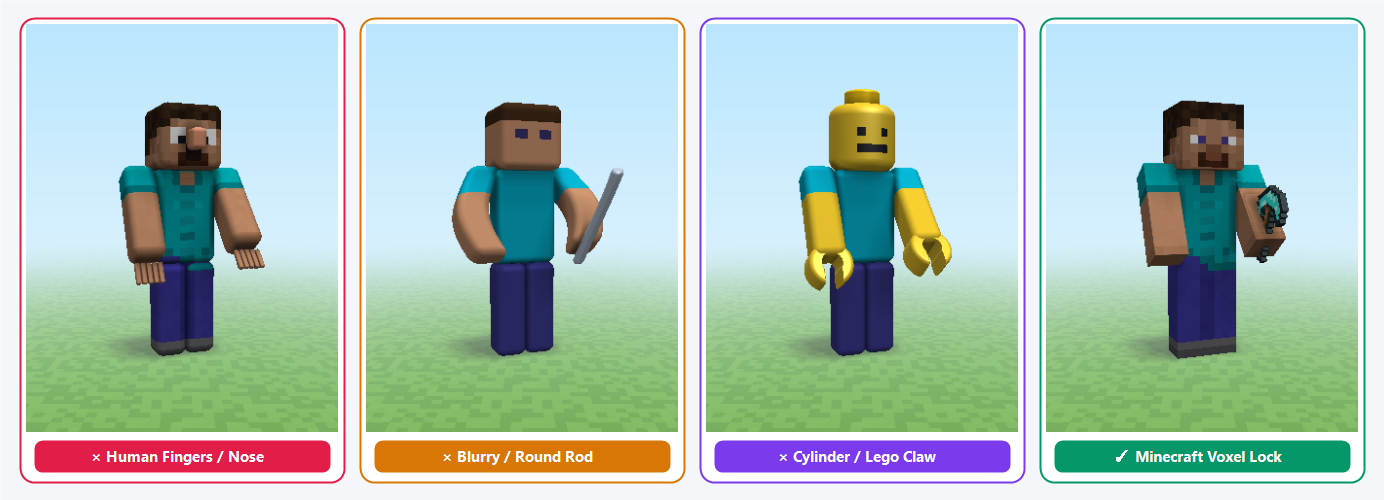 × Human Fingers / Nose
× Blurry / Round Rod
× Cylinder / Lego Claw
✓ Minecraft Voxel Lock